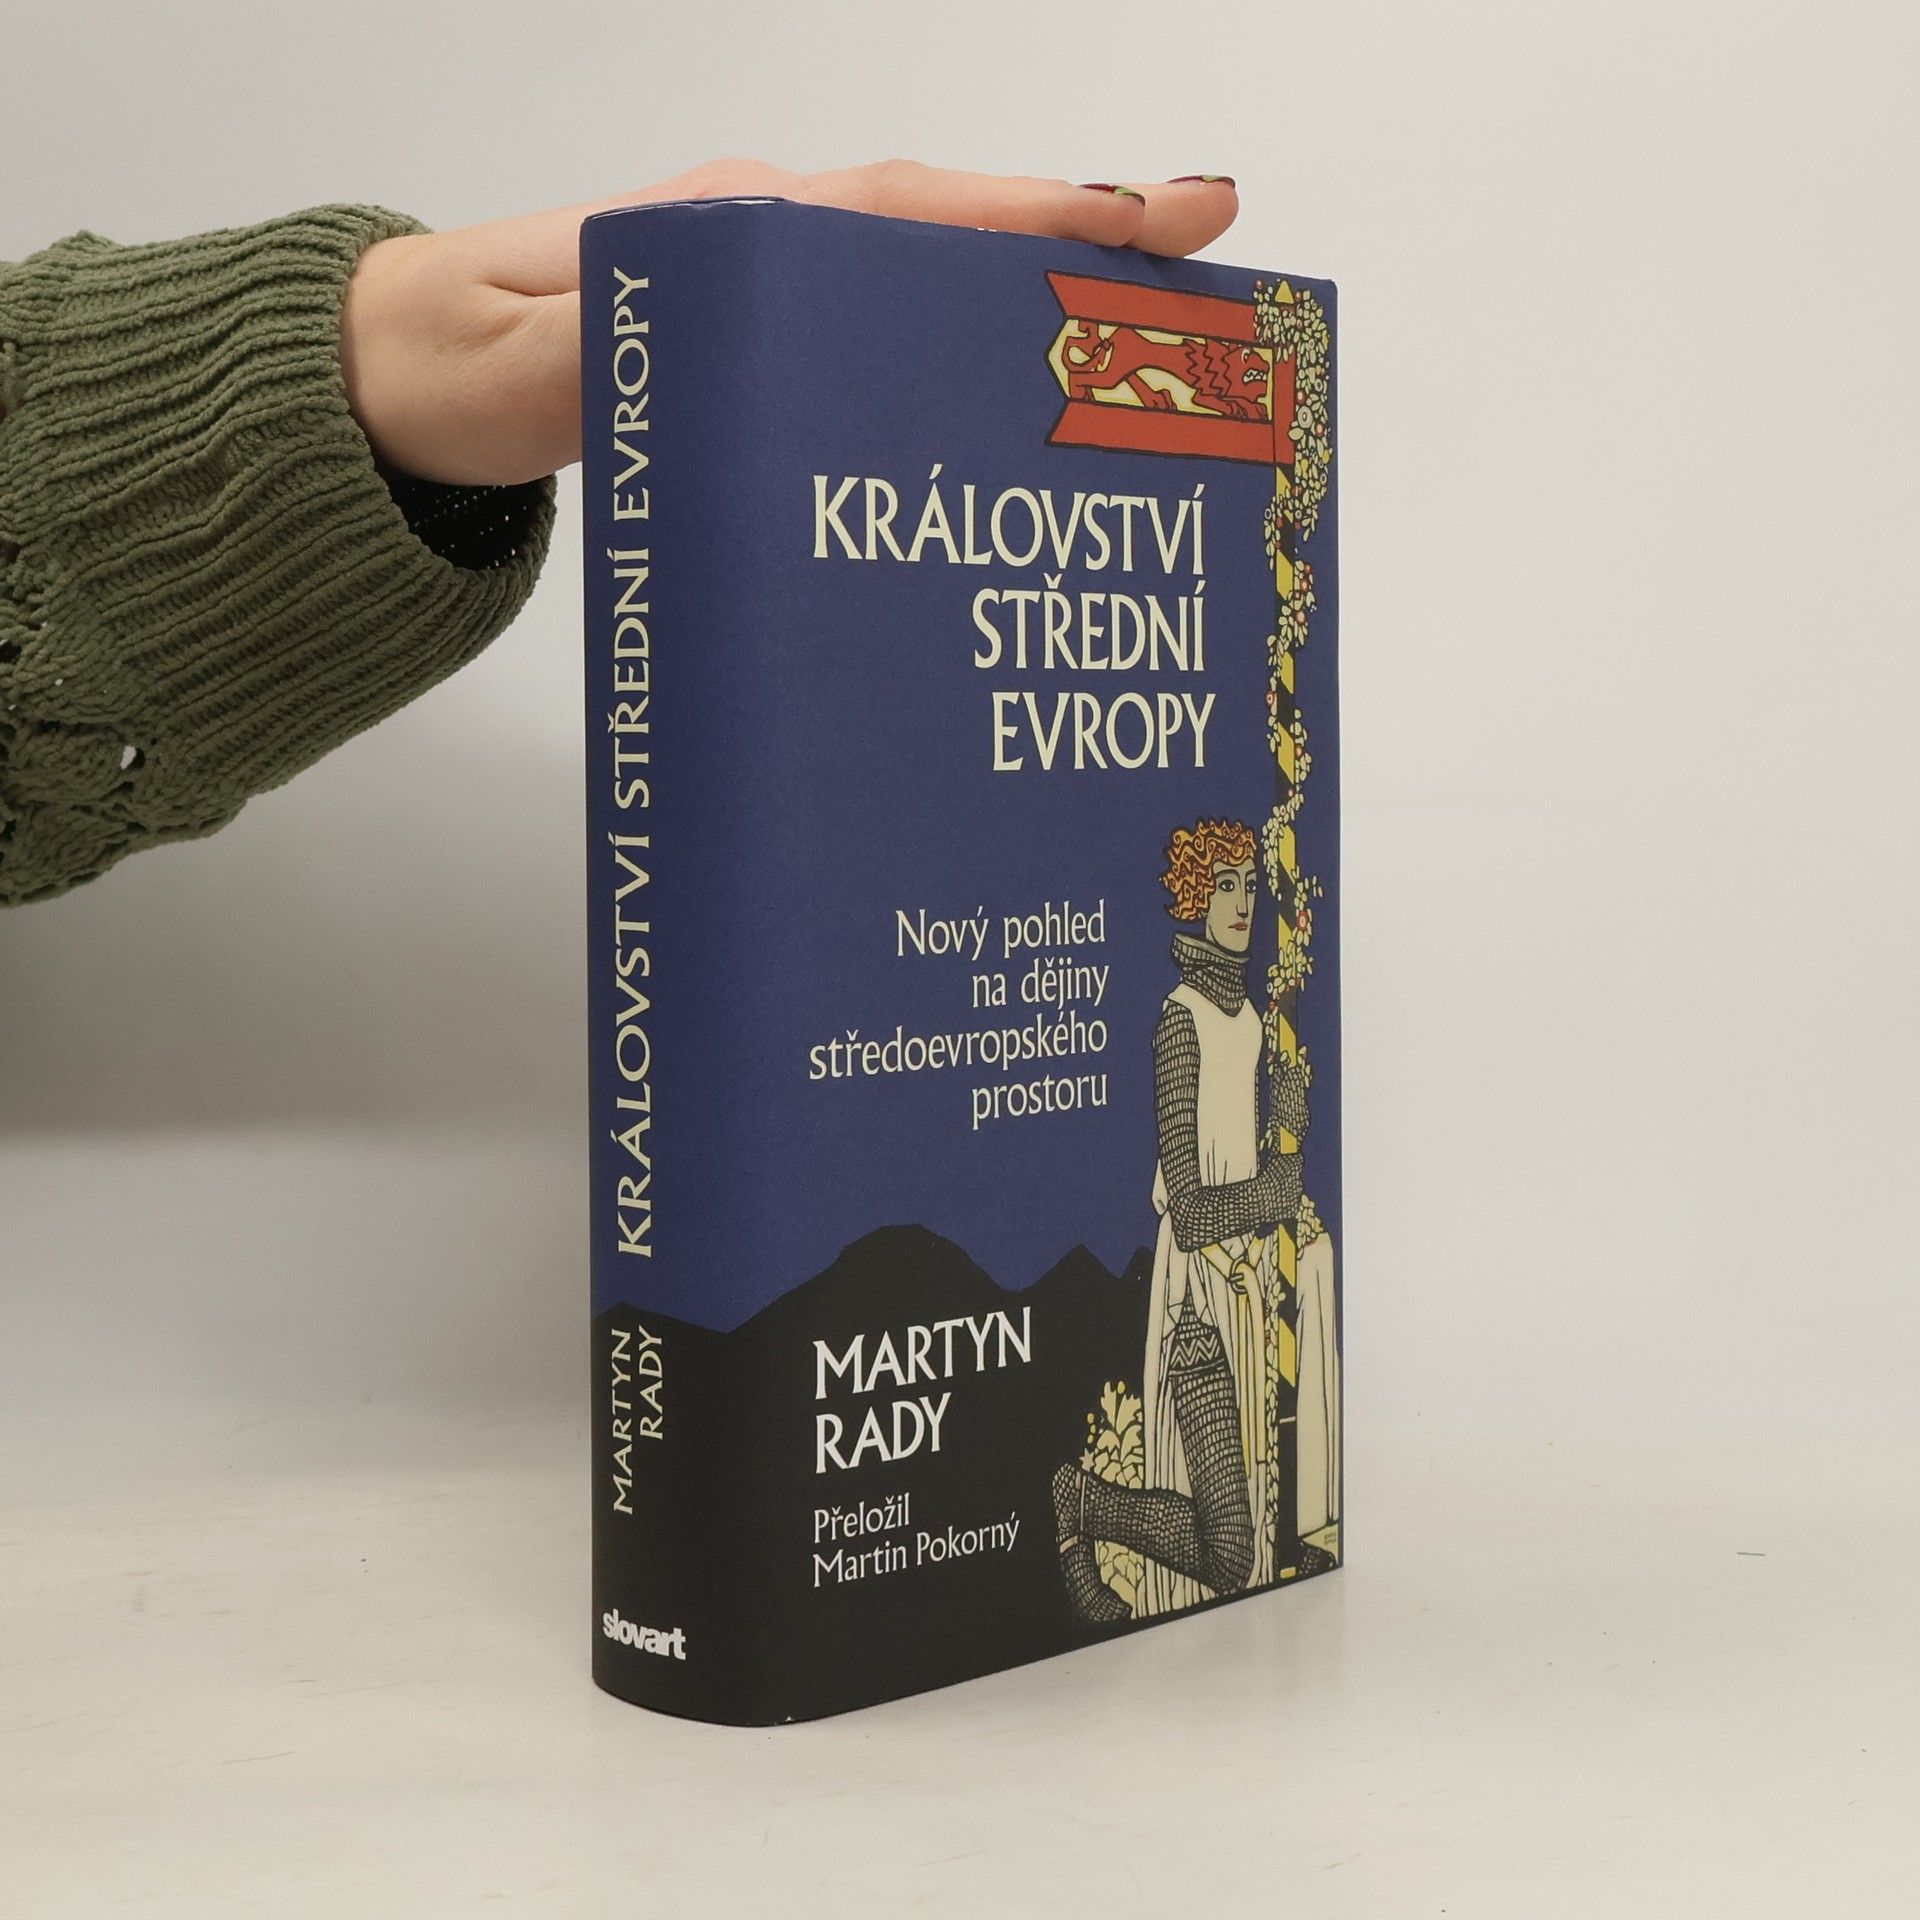 KRÁLOVSTVÍ STŘEDNÍ EVROPY
MARTYN
RADY
slovart
KRÁLOVSTVÍ
STŘEDNÍ
EVROPY
Nový pohled
na dějiny
středoevropského
prostoru
MARTYN
RADY
Přeložil
Martin Pokorný